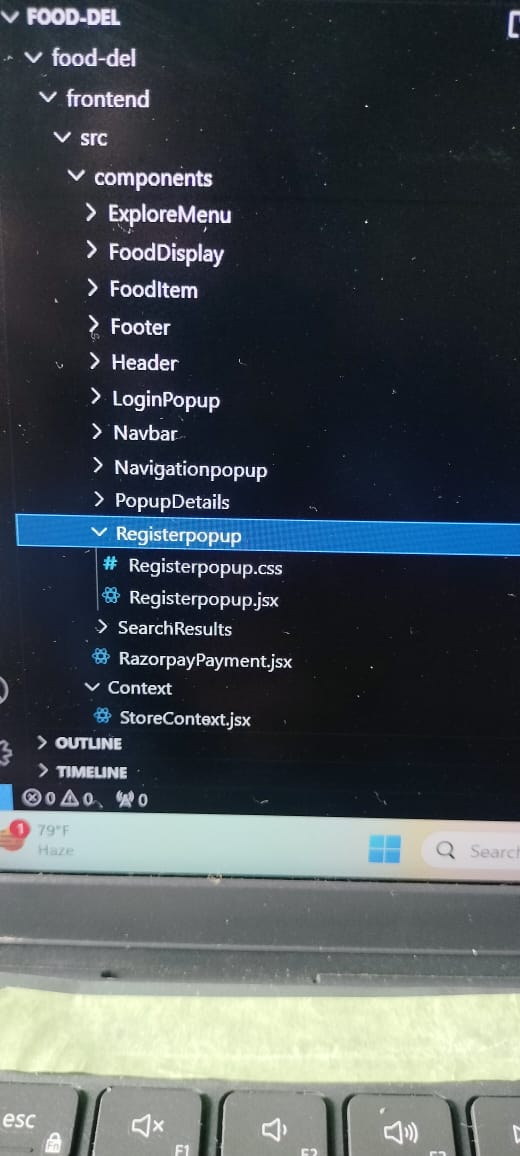 FOOD-DEL
food-del
frontend
src
components
ExploreMenu
FoodDisplay
FoodItem
Footer
Header
LoginPopup
Navbar
Navigationpopup
PopupDetails
Registerpopup
# Registerpopup.css
Registerpopup.jsx
SearchResults
RazorpayPayment.jsx
Context
StoreContext.jsx
OUTLINE
TIMELINE
0 0 0
1 79°F
Haze
Search
esc
Fn
F1
F2